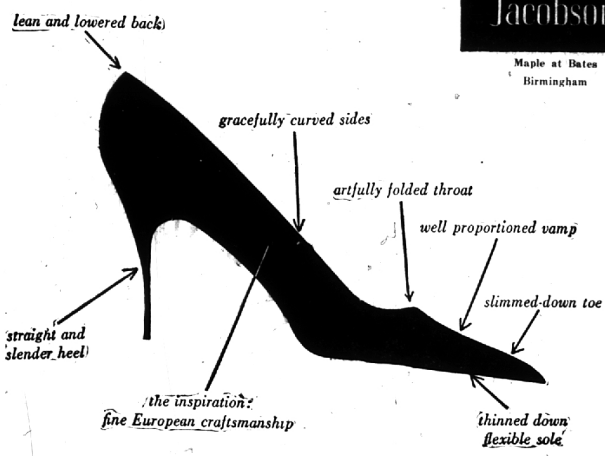 Jacobson
Maple at Bates
Birmingham
lean and lowered back
gracefully curved sides
artfully folded throat
well proportioned vamp
slimmed-down toe
straight and
slender heel
the inspiration:
fine European craftsmanship
thinned down
flexible sole